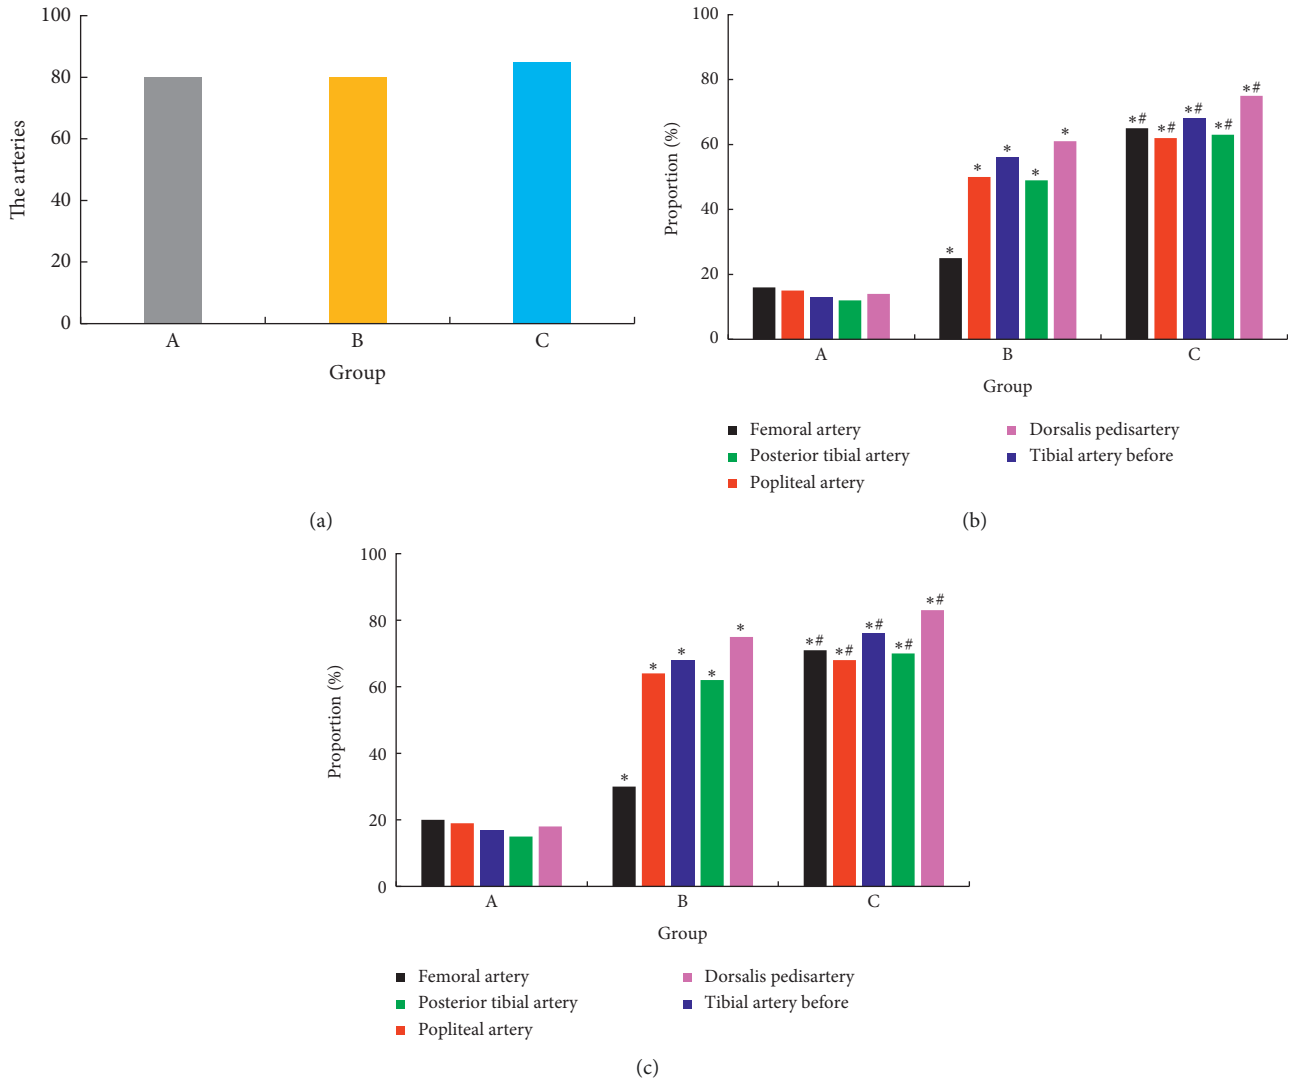 100
80
60
40
20
0
The arteries
A B C
Group
(a)
100
80
60
40
20
0
Proportion (%)
* * * * *
*# *# *# *# *#
A B C
Group
Femoral artery
Posterior tibial artery
Popliteal artery
Dorsalis pedisartery
Tibial artery before
(b)
100
80
60
40
20
0
Proportion (%)
* * * * *
*# *# *# *# *#
A B C
Group
Femoral artery
Posterior tibial artery
Popliteal artery
Dorsalis pedisartery
Tibial artery before
(c)